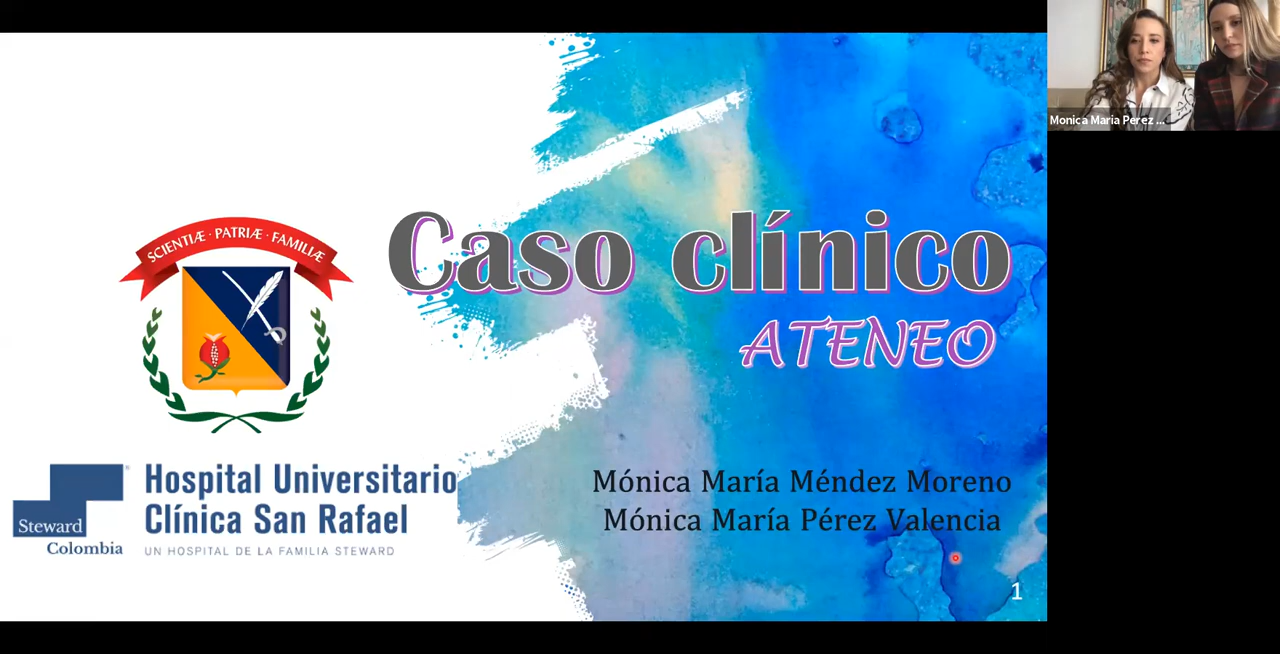 Monica Maria Perez ...
SCIENTIÆ · PATRIÆ · FAMILIÆ
Caso clínico
ATENEO
Steward
Colombia
Hospital Universitario
Clínica San Rafael
UN HOSPITAL DE LA FAMILIA STEWARD
Mónica María Méndez Moreno
Mónica María Pérez Valencia
1